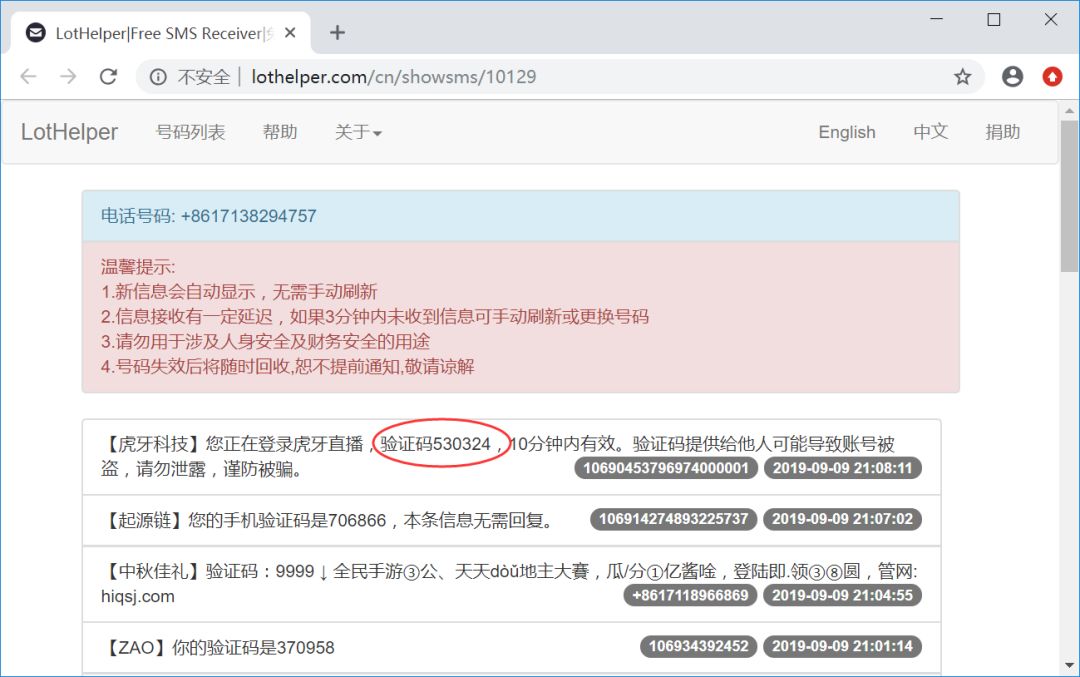 LotHelper|Free SMS Receiver|
不安全 | lothelper.com/cn/showsms/10129
LotHelper 号码列表 帮助 关于 English 中文 捐助
电话号码: +8617138294757
温馨提示:
1.新信息会自动显示，无需手动刷新
2.信息接收有一定延迟，如果3分钟内未收到信息可手动刷新或更换号码
3.请勿用于涉及人身安全及财务安全的用途
4.号码失效后将随时回收,恕不提前通知,敬请谅解
【虎牙科技】您正在登录虎牙直播，验证码530324，10分钟内有效。验证码提供给他人可能导致账号被
盗，请勿泄露，谨防被骗。 10690453796974000001 2019-09-09 21:08:11
【起源链】您的手机验证码是706866，本条信息无需回复。 106914274893225737 2019-09-09 21:07:02
【中秋佳礼】验证码：9999↓全民手游③公、天天dòǔ地主大賽，瓜/分①亿酱唫，登陆即.领③⑧圆，管网:
hiqsj.com +8617118966869 2019-09-09 21:04:55
【ZAO】你的验证码是370958 106934392452 2019-09-09 21:01:14